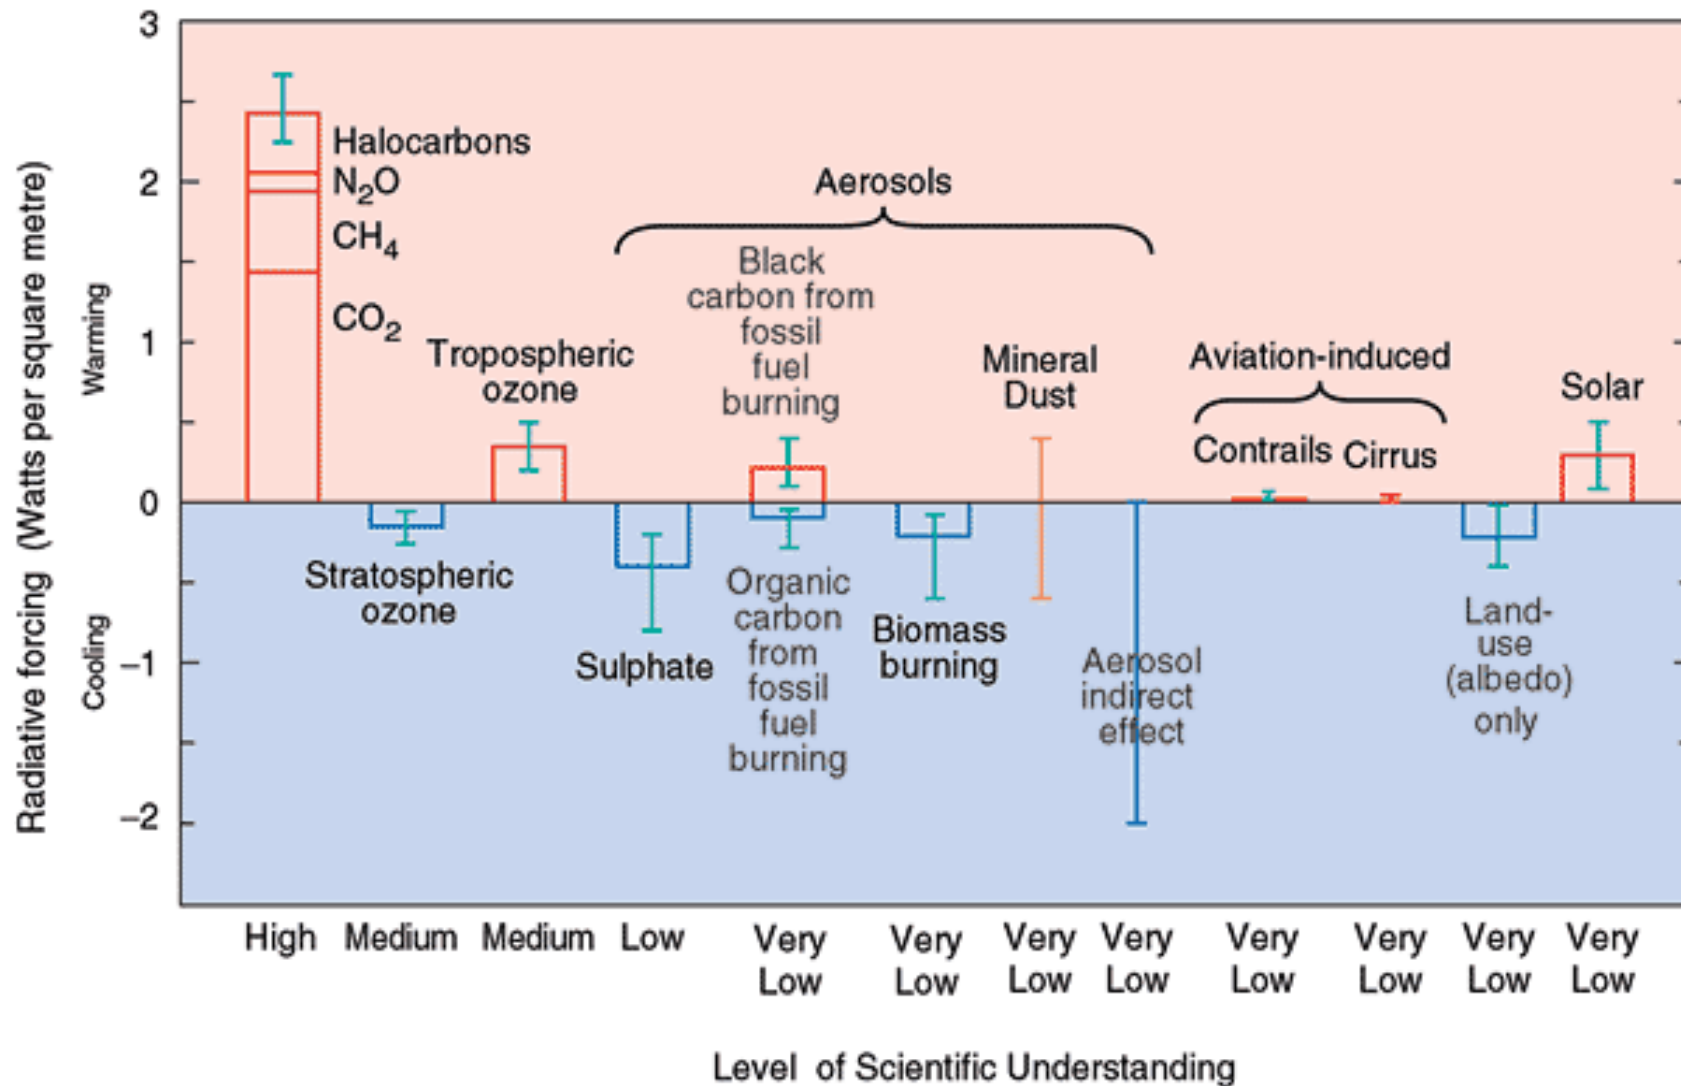 3
2
1
0
–1
–2
Radiative forcing (Watts per square metre)
Warming
Cooling
Halocarbons
N₂O
CH₄
CO₂
Tropospheric
ozone
Stratospheric
ozone
Aerosols
Sulphate
Black
carbon from
fossil
fuel
burning
Organic
carbon
from
fossil
fuel
burning
Biomass
burning
Mineral
Dust
Aerosol
indirect
effect
Aviation-induced
Contrails Cirrus
Land-
use
(albedo)
only
Solar
High Medium Medium Low Very Very Very Very Very Very Very Very
Low Low Low Low Low Low Low Low
Level of Scientific Understanding